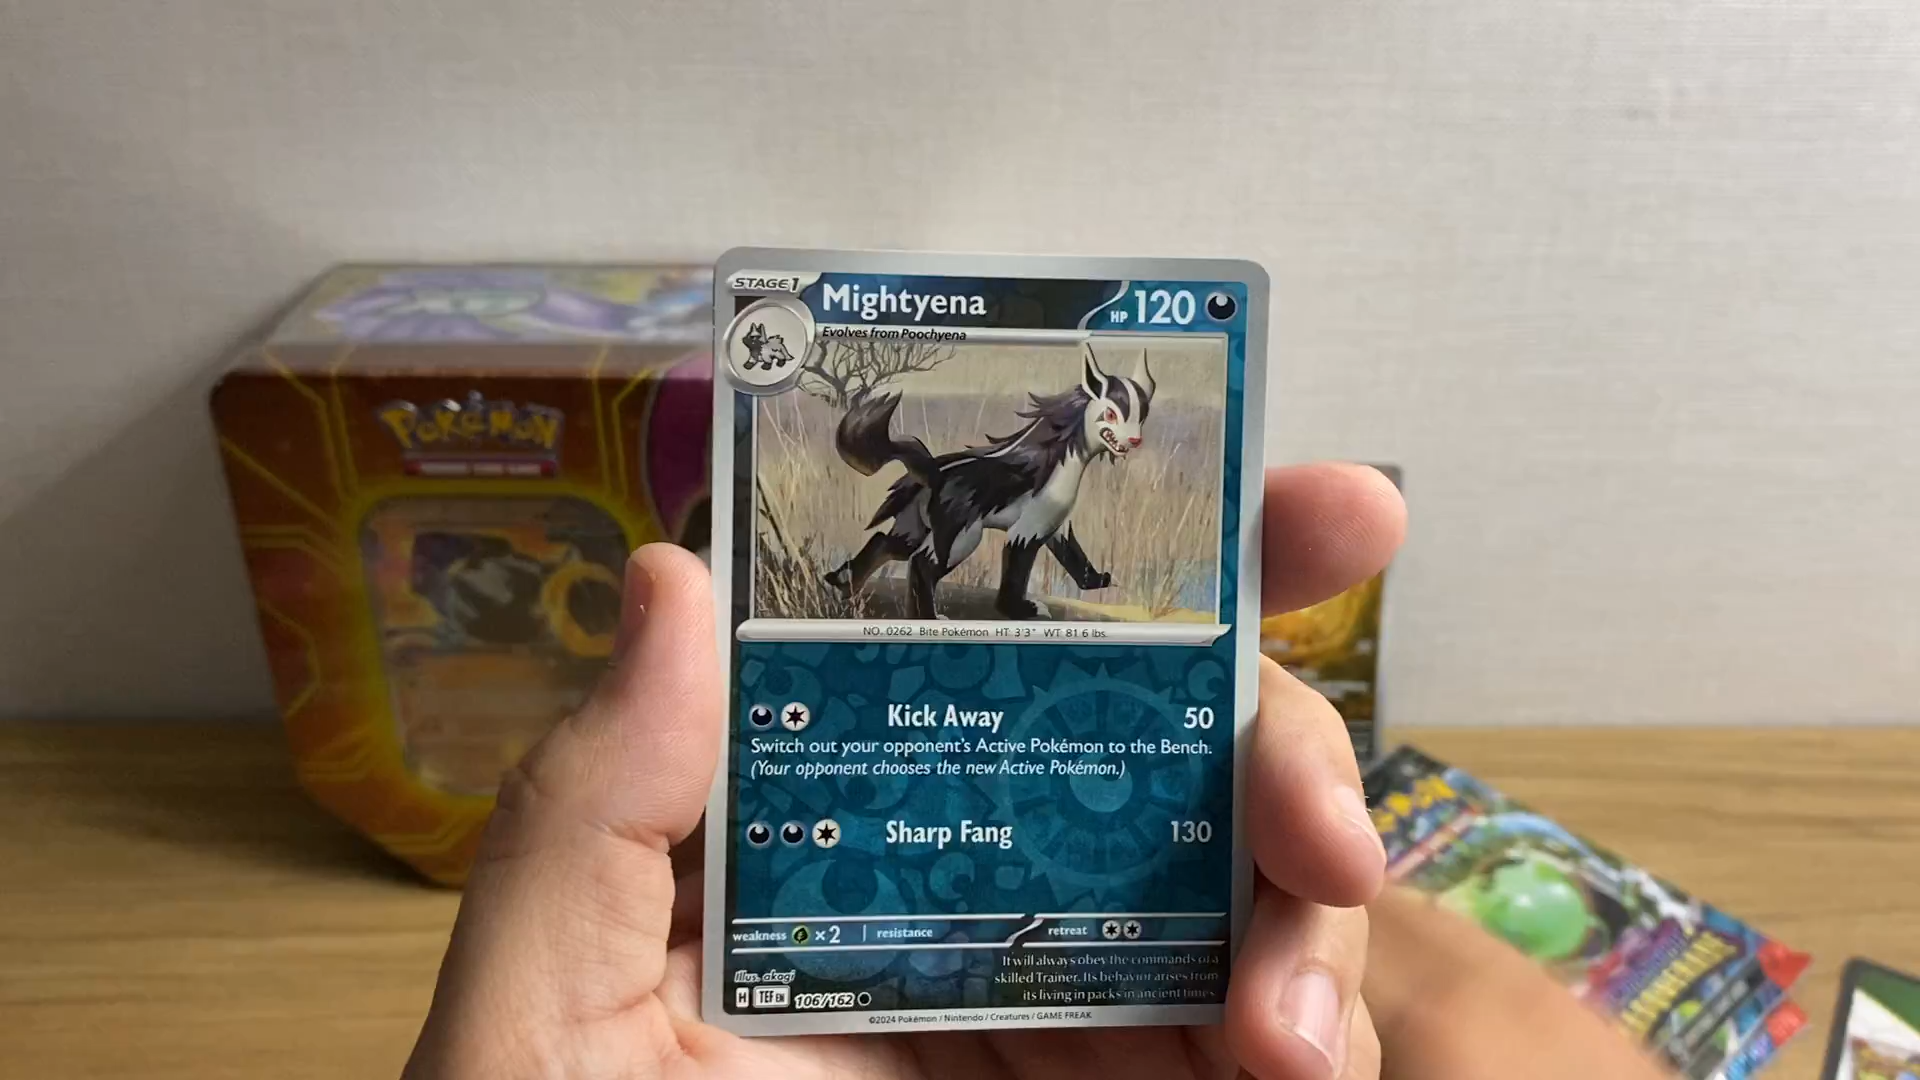 STAGE1
Mightyena
HP 120
Evolves from Poochyena
POKéMON
NO. 0262 Bite Pokémon HT: 3'3" WT: 81.6 lbs.
Kick Away 50
Switch out your opponent's Active Pokémon to the Bench.
(Your opponent chooses the new Active Pokémon.)
Sharp Fang 130
weakness ×2 resistance retreat
Illus. akagi
It will always obey the commands of a
skilled Trainer. Its behavior arises from
its living in packs in ancient times.
H TEF EN 106/162
©2024 Pokémon / Nintendo / Creatures / GAME FREAK